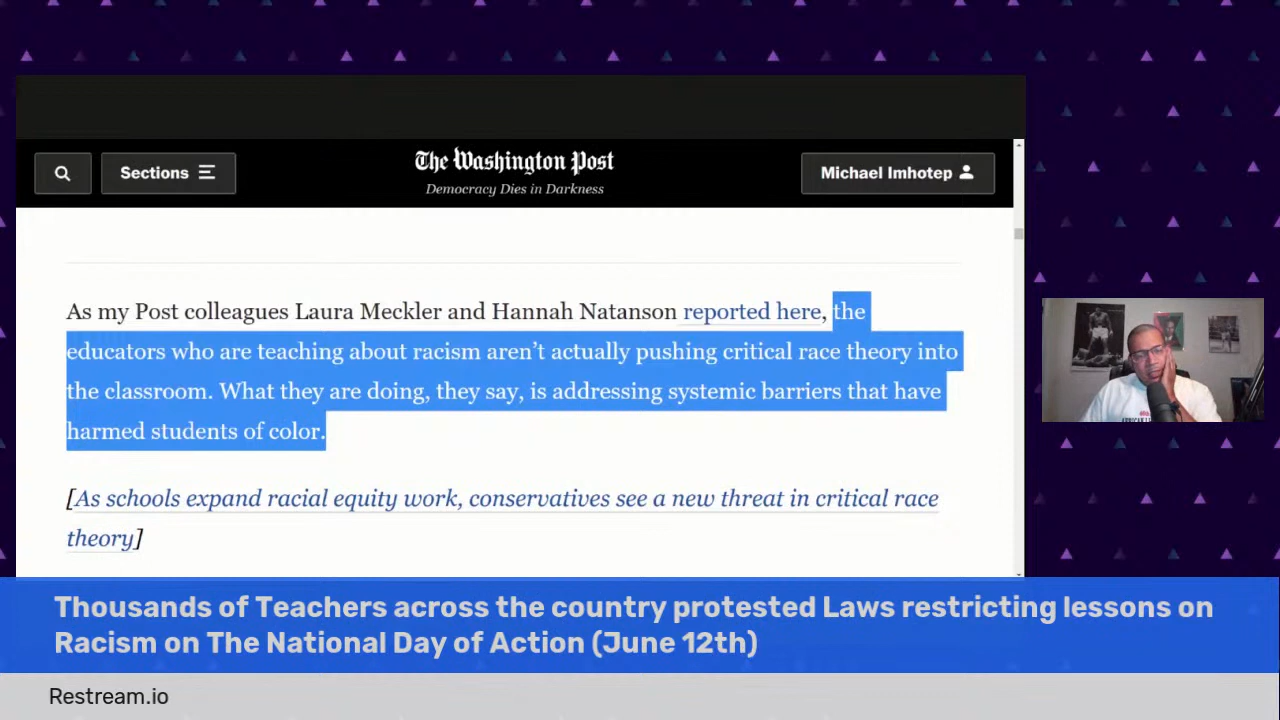 The Washington Post
Sections
Democracy Dies in Darkness
Michael Imhotep
As my Post colleagues Laura Meckler and Hannah Natanson reported here, the
educators who are teaching about racism aren’t actually pushing critical race theory into
the classroom. What they are doing, they say, is addressing systemic barriers that have
harmed students of color.
[As schools expand racial equity work, conservatives see a new threat in critical race
theory]
Thousands of Teachers across the country protested Laws restricting lessons on
Racism on The National Day of Action (June 12th)
Restream.io